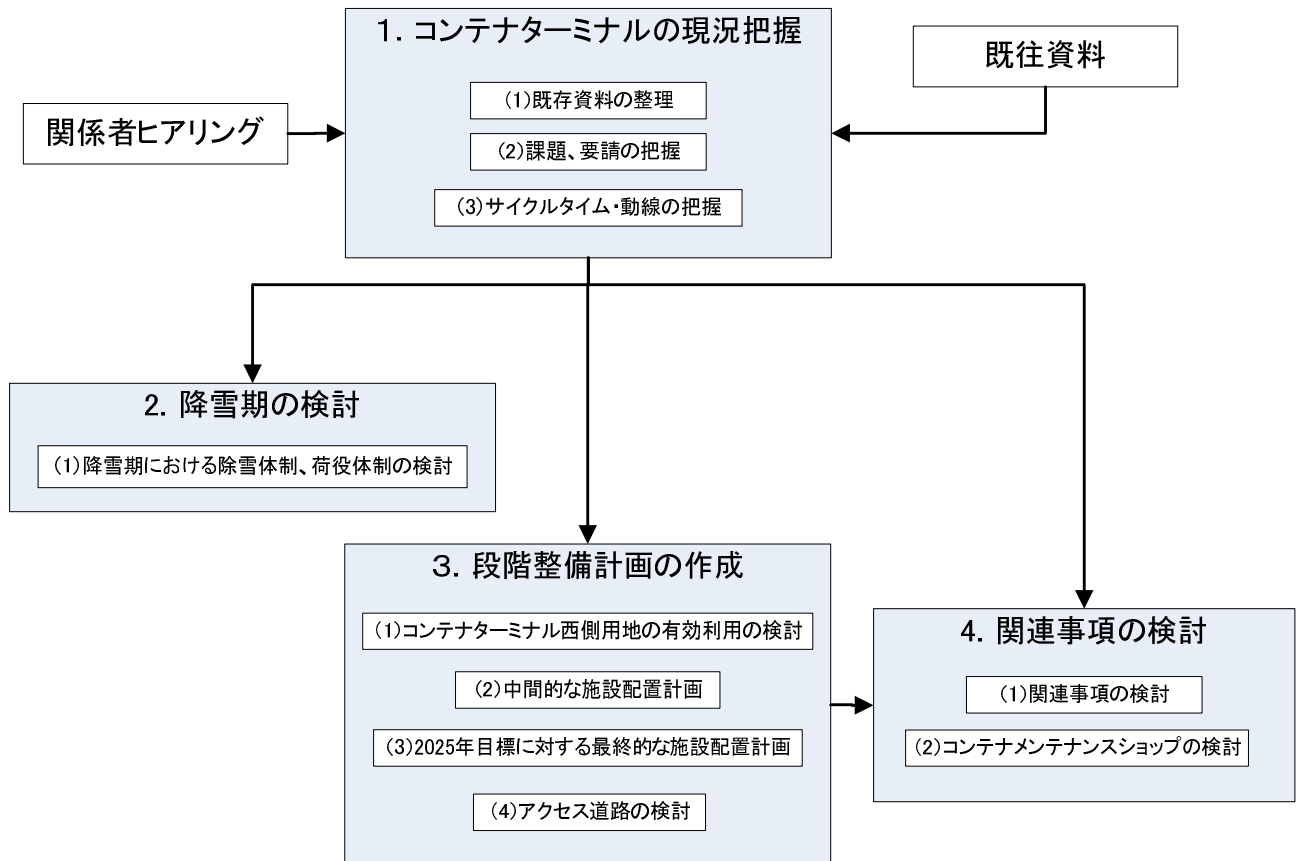 1. コンテナターミナルの現況把握
(1)既存資料の整理
(2)課題、要請の把握
(3)サイクルタイム・動線の把握
関係者ヒアリング
既往資料
2. 降雪期の検討
(1)降雪期における除雪体制、荷役体制の検討
3. 段階整備計画の作成
(1)コンテナターミナル西側用地の有効利用の検討
(2)中間的な施設配置計画
(3)2025年目標に対する最終的な施設配置計画
(4)アクセス道路の検討
4. 関連事項の検討
(1)関連事項の検討
(2)コンテナメンテナンスショップの検討